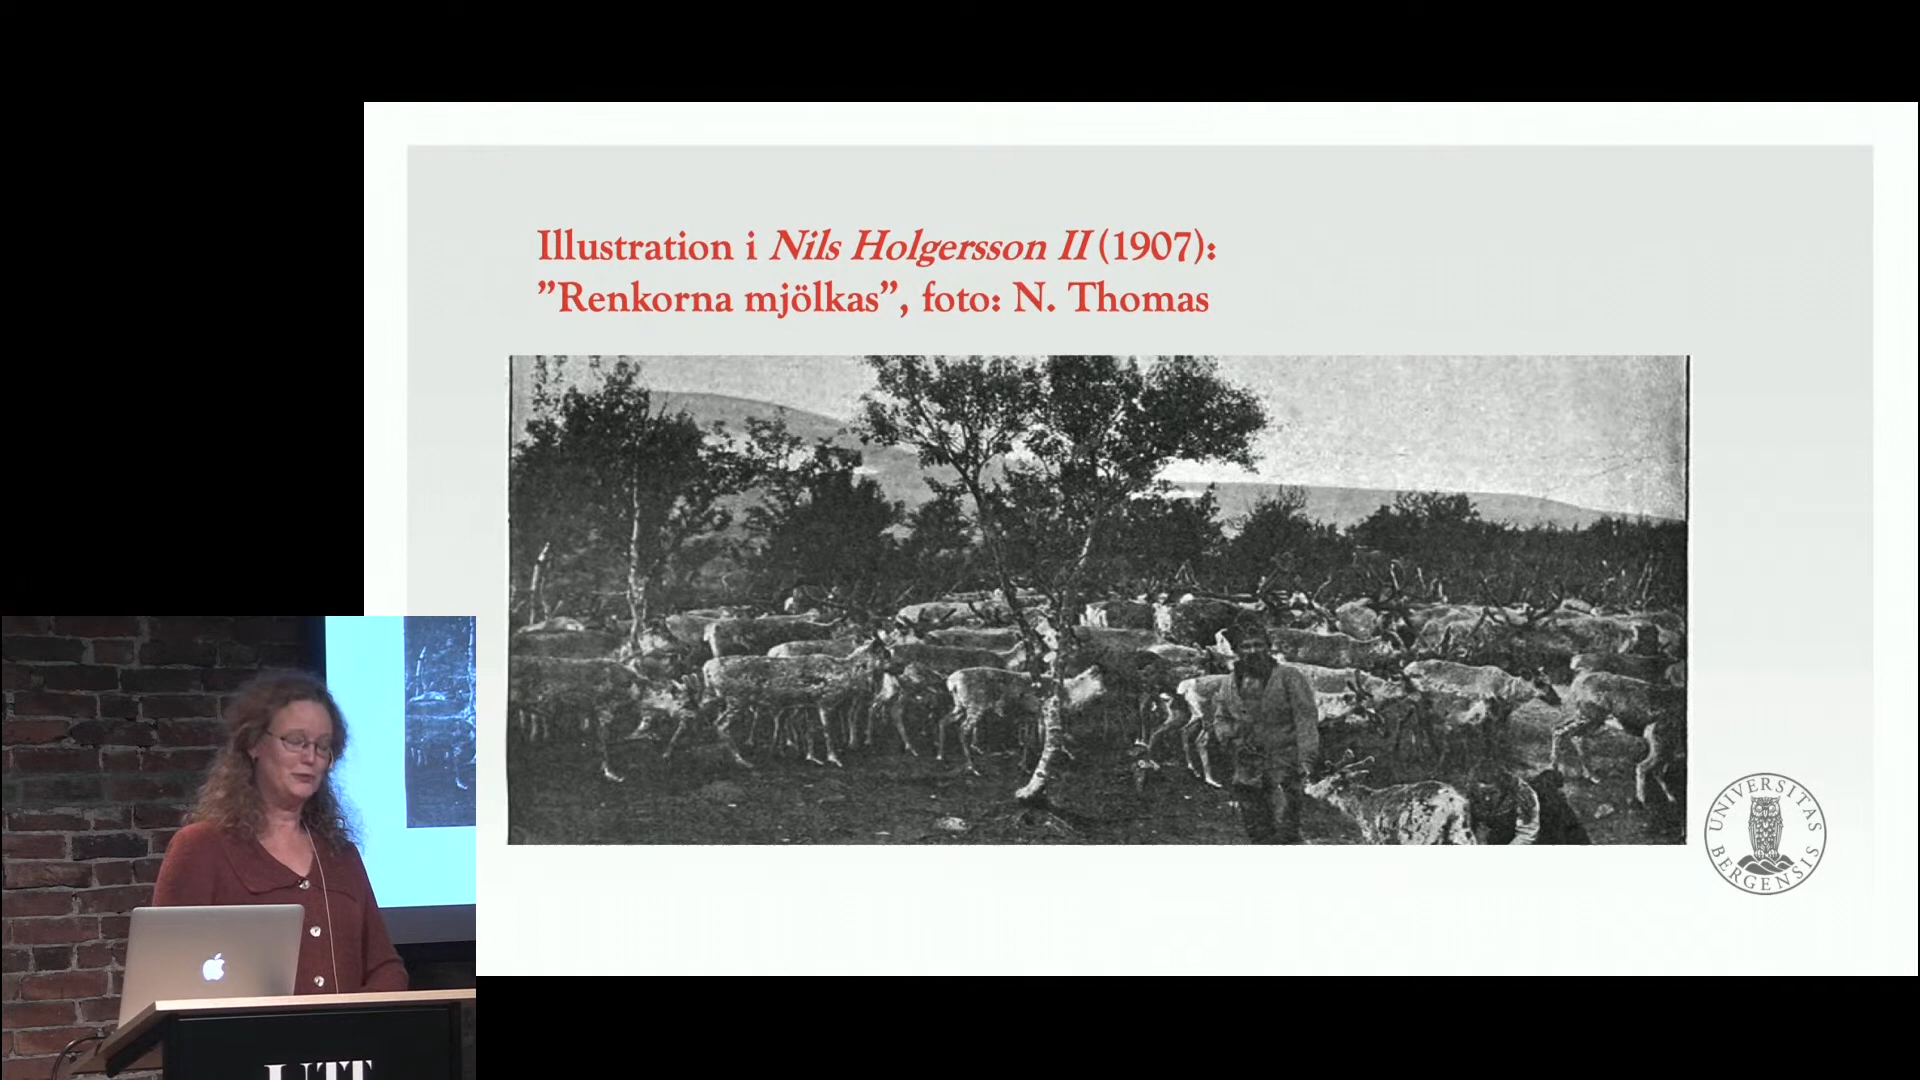 Illustration i Nils Holgersson II (1907):
”Renkorna mjölkas”, foto: N. Thomas
UNIVERSITAS
BERGENSIS